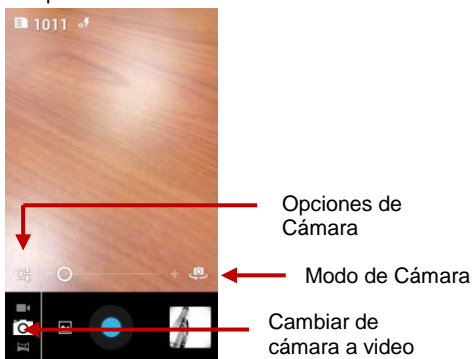 1011
Opciones de
Cámara
Modo de Cámara
Cambiar de
cámara a video